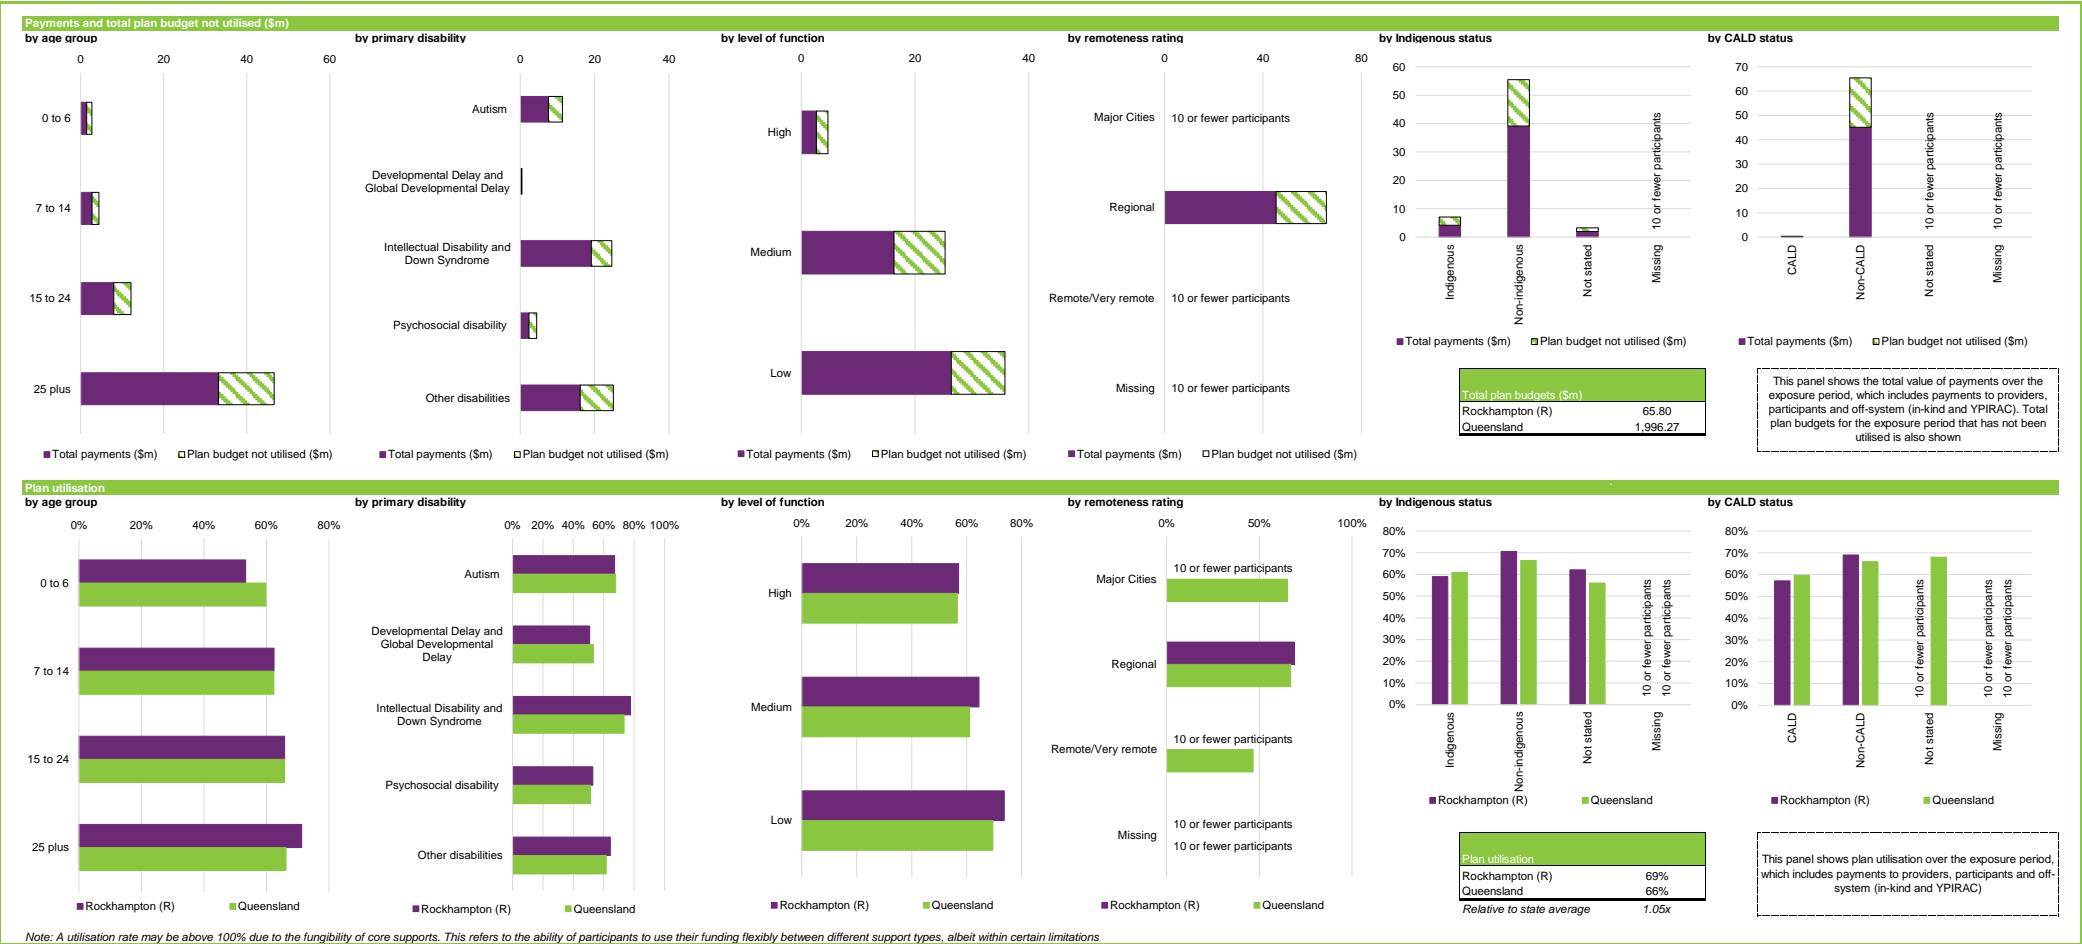 Payments and total plan budget not utilised ($m)
by age group
0 20 40 60
0 to 6
7 to 14
15 to 24
25 plus
■Total payments ($m) Plan budget not utilised ($m)
by primary disability
0 20 40
Autism
Developmental Delay and
Global Developmental Delay
Intellectual Disability and
Down Syndrome
Psychosocial disability
Other disabilities
Total payments ($m) Plan budget not utilised ($m)
by level of function
0 20 40
High
Medium
Low
Total payments ($m) Plan budget not utilised ($m)
by remoteness rating
0 40 80
Major Cities 10 or fewer participants
Regional
Remote/Very remote 10 or fewer participants
Missing 10 or fewer participants
Total payments ($m) Plan budget not utilised ($m)
by Indigenous status
60
50
40
30
20
10
0
10 or fewer participants
Indigenous
Non-indigenous
Not stated
Missing
Total payments ($m) Plan budget not utilised ($m)
by CALD status
70
60
50
40
30
20
10
0
10 or fewer participants
10 or fewer participants
CALD
Non-CALD
Not stated
Missing
Total payments ($m) Plan budget not utilised ($m)
Total plan budgets ($m)
Rockhampton (R) 65.80
Queensland 1,996.27
This panel shows the total value of payments over the
exposure period, which includes payments to providers,
participants and off-system (in-kind and YPIRAC). Total
plan budgets for the exposure period that has not been
utilised is also shown
Plan utilisation
by age group
0% 20% 40% 60% 80%
0 to 6
7 to 14
15 to 24
25 plus
Rockhampton (R) Queensland
by primary disability
0% 20% 40% 60% 80% 100%
Autism
Developmental Delay and
Global Developmental
Delay
Intellectual Disability and
Down Syndrome
Psychosocial disability
Other disabilities
Rockhampton (R) Queensland
by level of function
0% 20% 40% 60% 80%
High
Medium
Low
Rockhampton (R) Queensland
by remoteness rating
0% 50% 100%
10 or fewer participants
Major Cities
Regional
10 or fewer participants
Remote/Very remote
10 or fewer participants
Missing
10 or fewer participants
Rockhampton (R) Queensland
by Indigenous status
80%
70%
60%
50%
40%
30%
20%
10%
0%
10 or fewer participants
10 or fewer participants
Indigenous
Non-indigenous
Not stated
Missing
Rockhampton (R) Queensland
by CALD status
80%
70%
60%
50%
40%
30%
20%
10%
0%
10 or fewer participants
10 or fewer participants
10 or fewer participants
CALD
Non-CALD
Not stated
Missing
Rockhampton (R) Queensland
Plan utilisation
Rockhampton (R) 69%
Queensland 66%
Relative to state average 1.05x
This panel shows plan utilisation over the exposure period,
which includes payments to providers, participants and off-
system (in-kind and YPIRAC)
Note: A utilisation rate may be above 100% due to the fungibility of core supports. This refers to the ability of participants to use their funding flexibly between different support types, albeit within certain limitations